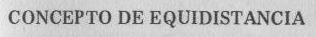 CONCEPTO DE EQUIDISTANCIA